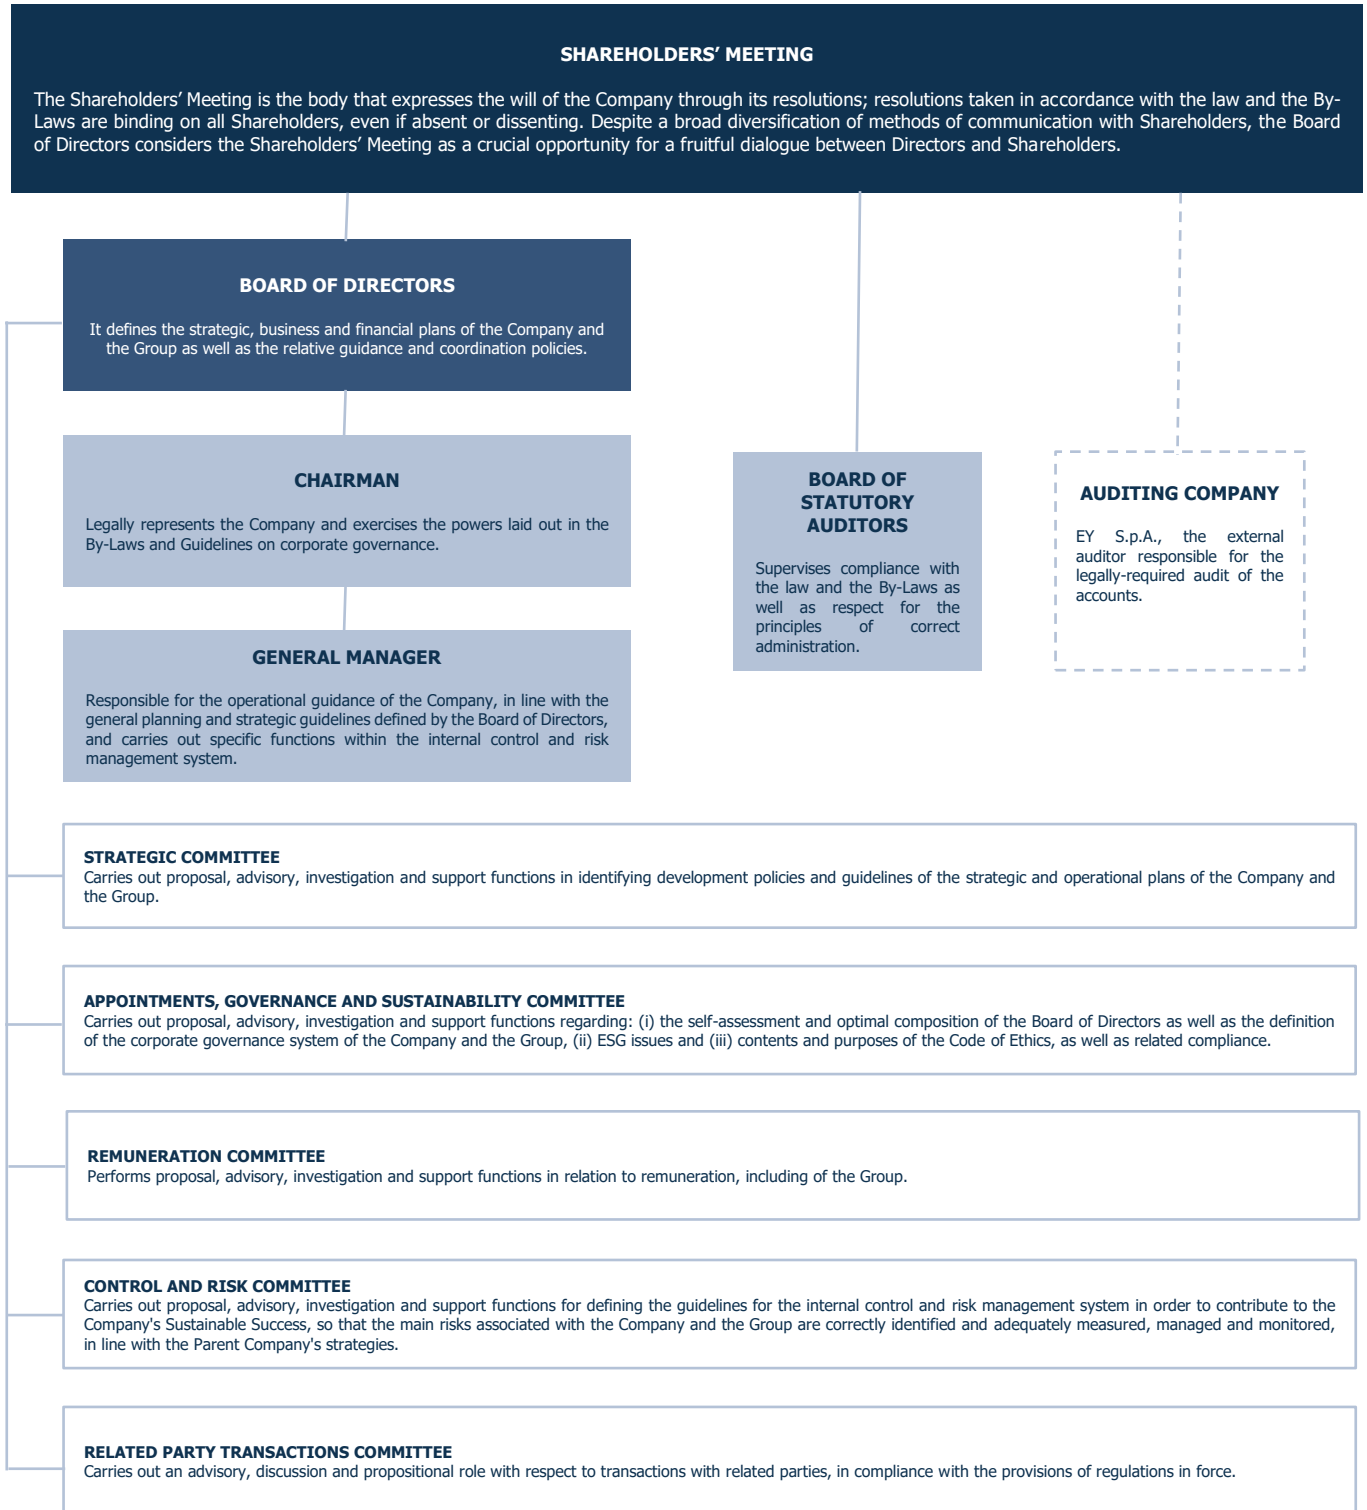 SHAREHOLDERS’ MEETING
The Shareholders’ Meeting is the body that expresses the will of the Company through its resolutions; resolutions taken in accordance with the law and the By-
Laws are binding on all Shareholders, even if absent or dissenting. Despite a broad diversification of methods of communication with Shareholders, the Board
of Directors considers the Shareholders’ Meeting as a crucial opportunity for a fruitful dialogue between Directors and Shareholders.
BOARD OF DIRECTORS
It defines the strategic, business and financial plans of the Company and
the Group as well as the relative guidance and coordination policies.
CHAIRMAN
Legally represents the Company and exercises the powers laid out in the
By-Laws and Guidelines on corporate governance.
GENERAL MANAGER
Responsible for the operational guidance of the Company, in line with the
general planning and strategic guidelines defined by the Board of Directors,
and carries out specific functions within the internal control and risk
management system.
BOARD OF
STATUTORY
AUDITORS
Supervises compliance with
the law and the By-Laws as
well as respect for the
principles of correct
administration.
AUDITING COMPANY
EY S.p.A., the external
auditor responsible for the
legally-required audit of the
accounts.
STRATEGIC COMMITTEE
Carries out proposal, advisory, investigation and support functions in identifying development policies and guidelines of the strategic and operational plans of the Company and
the Group.
APPOINTMENTS, GOVERNANCE AND SUSTAINABILITY COMMITTEE
Carries out proposal, advisory, investigation and support functions regarding: (i) the self-assessment and optimal composition of the Board of Directors as well as the definition
of the corporate governance system of the Company and the Group, (ii) ESG issues and (iii) contents and purposes of the Code of Ethics, as well as related compliance.
REMUNERATION COMMITTEE
Performs proposal, advisory, investigation and support functions in relation to remuneration, including of the Group.
CONTROL AND RISK COMMITTEE
Carries out proposal, advisory, investigation and support functions for defining the guidelines for the internal control and risk management system in order to contribute to the
Company's Sustainable Success, so that the main risks associated with the Company and the Group are correctly identified and adequately measured, managed and monitored,
in line with the Parent Company's strategies.
RELATED PARTY TRANSACTIONS COMMITTEE
Carries out an advisory, discussion and propositional role with respect to transactions with related parties, in compliance with the provisions of regulations in force.